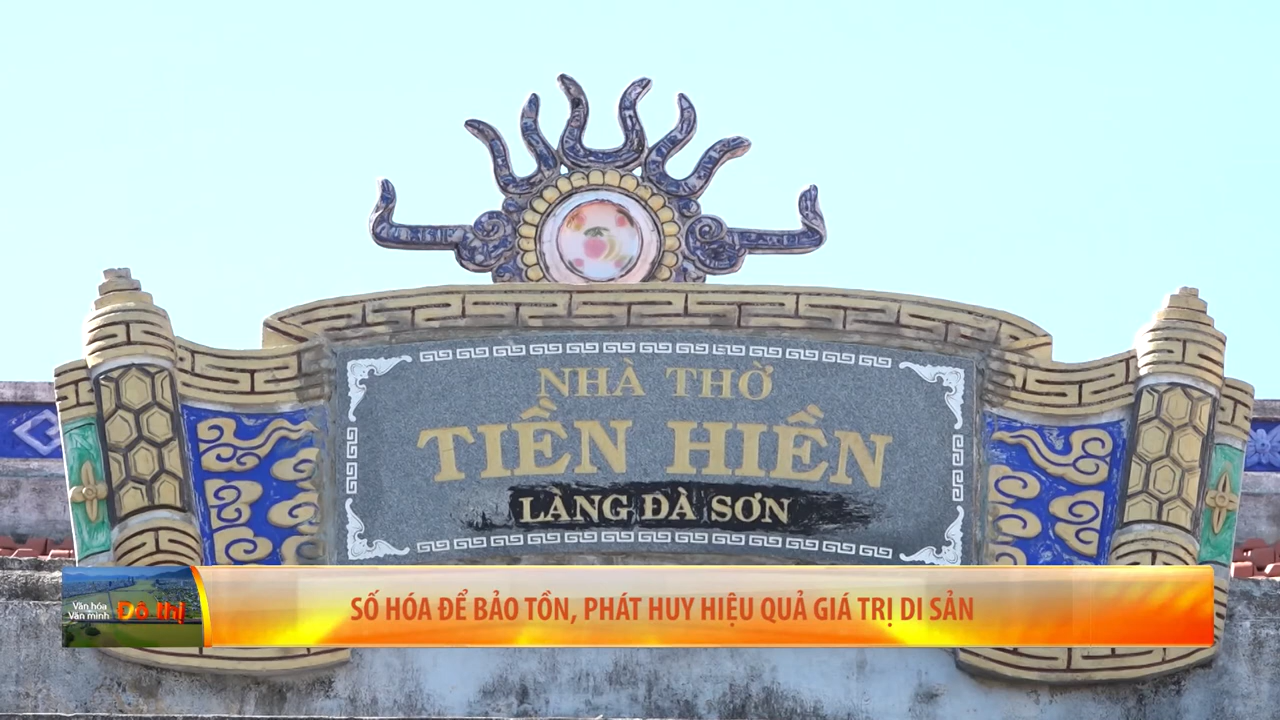 NHÀ THỜ
TIỀN HIỀN
LÀNG ĐÀ SƠN
Văn hóa
Văn minh
Đô thị
SỐ HÓA ĐỂ BẢO TỒN, PHÁT HUY HIỆU QUẢ GIÁ TRỊ DI SẢN